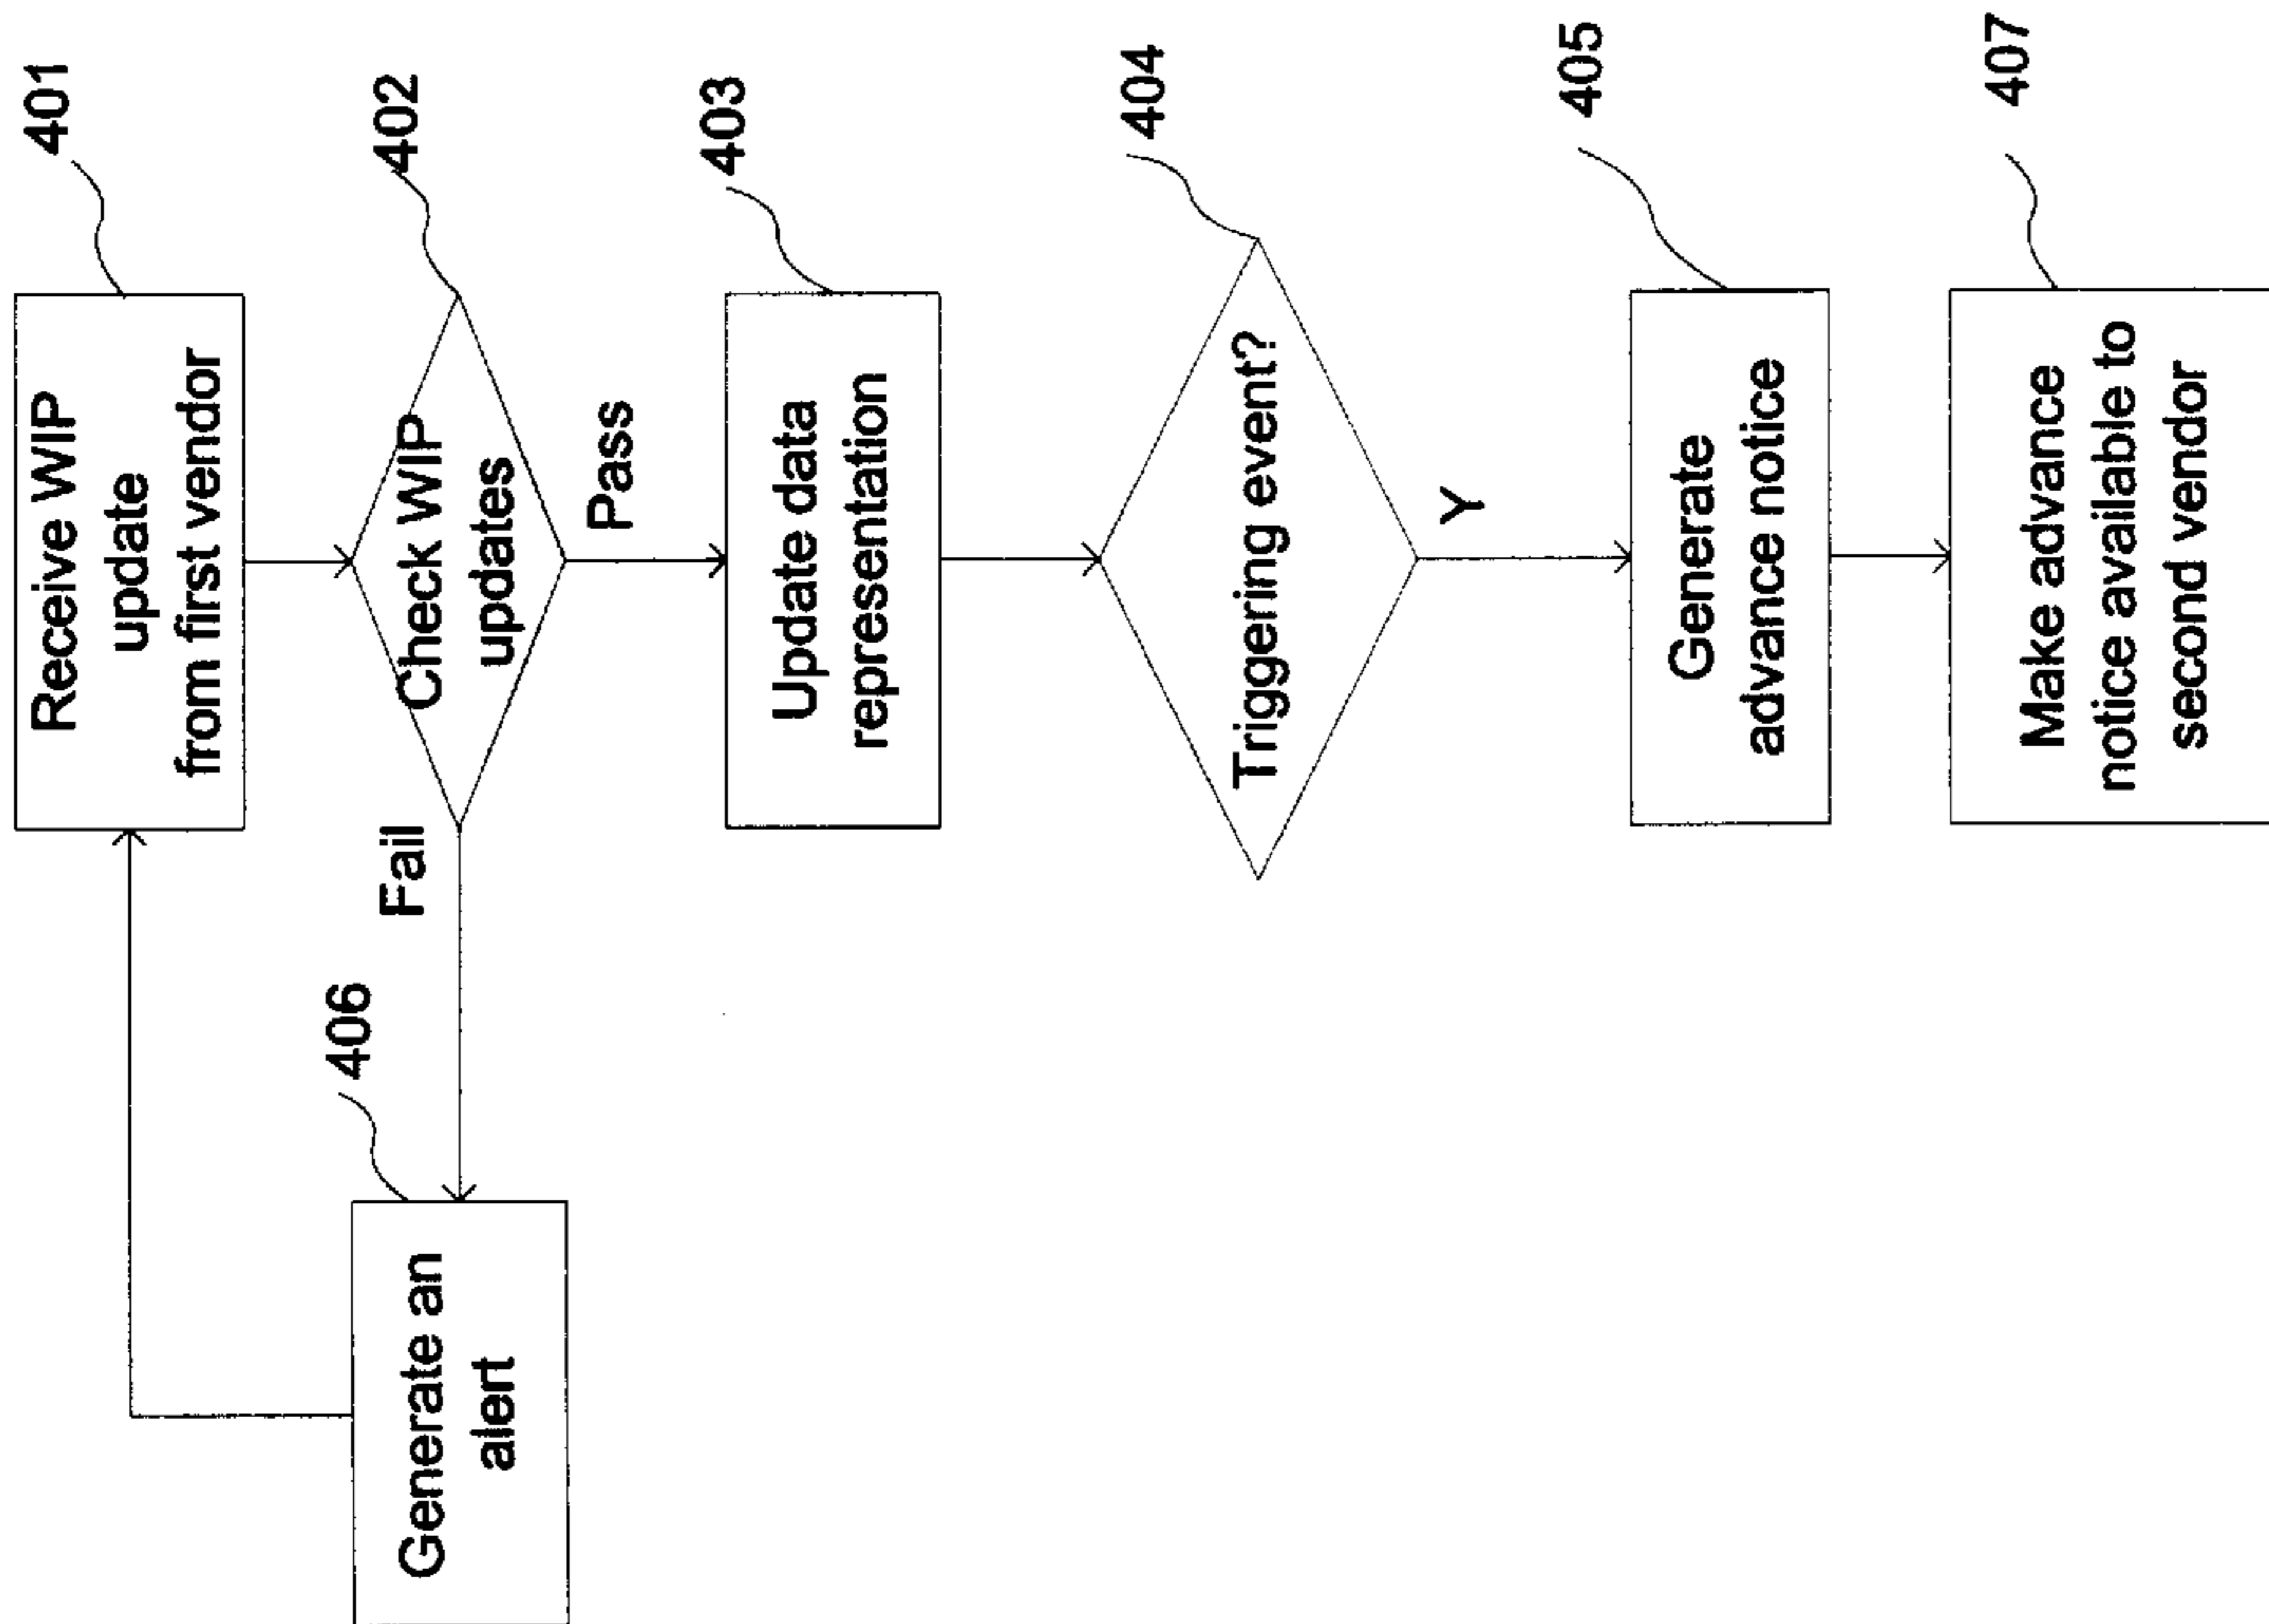 401
Receive WIP
update
from first vendor
402
Check WIP
updates
Fail
Pass
406
Generate an
alert
403
Update data
representation
404
Triggering event?
Y
405
Generate
advance notice
407
Make advance
notice available to
second vendor